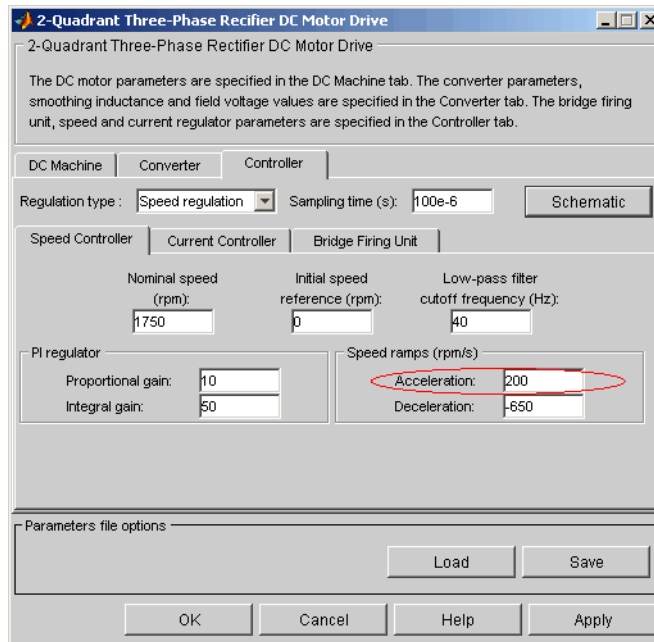 2-Quadrant Three-Phase Rectifier DC Motor Drive
2-Quadrant Three-Phase Rectifier DC Motor Drive
The DC motor parameters are specified in the DC Machine tab. The converter parameters,
smoothing inductance and field voltage values are specified in the Converter tab. The bridge firing
unit, speed and current regulator parameters are specified in the Controller tab.
DC Machine Converter Controller
Regulation type : Speed regulation Sampling time (s): 100e-6 Schematic
Speed Controller Current Controller Bridge Firing Unit
Nominal speed Initial speed Low-pass filter
(rpm): reference (rpm): cutoff frequency (Hz):
1750 0 40
PI regulator Speed ramps (rpm/s)
Proportional gain: 10 Acceleration: 200
Integral gain: 50 Deceleration: -650
Parameters file options
Load Save
OK Cancel Help Apply